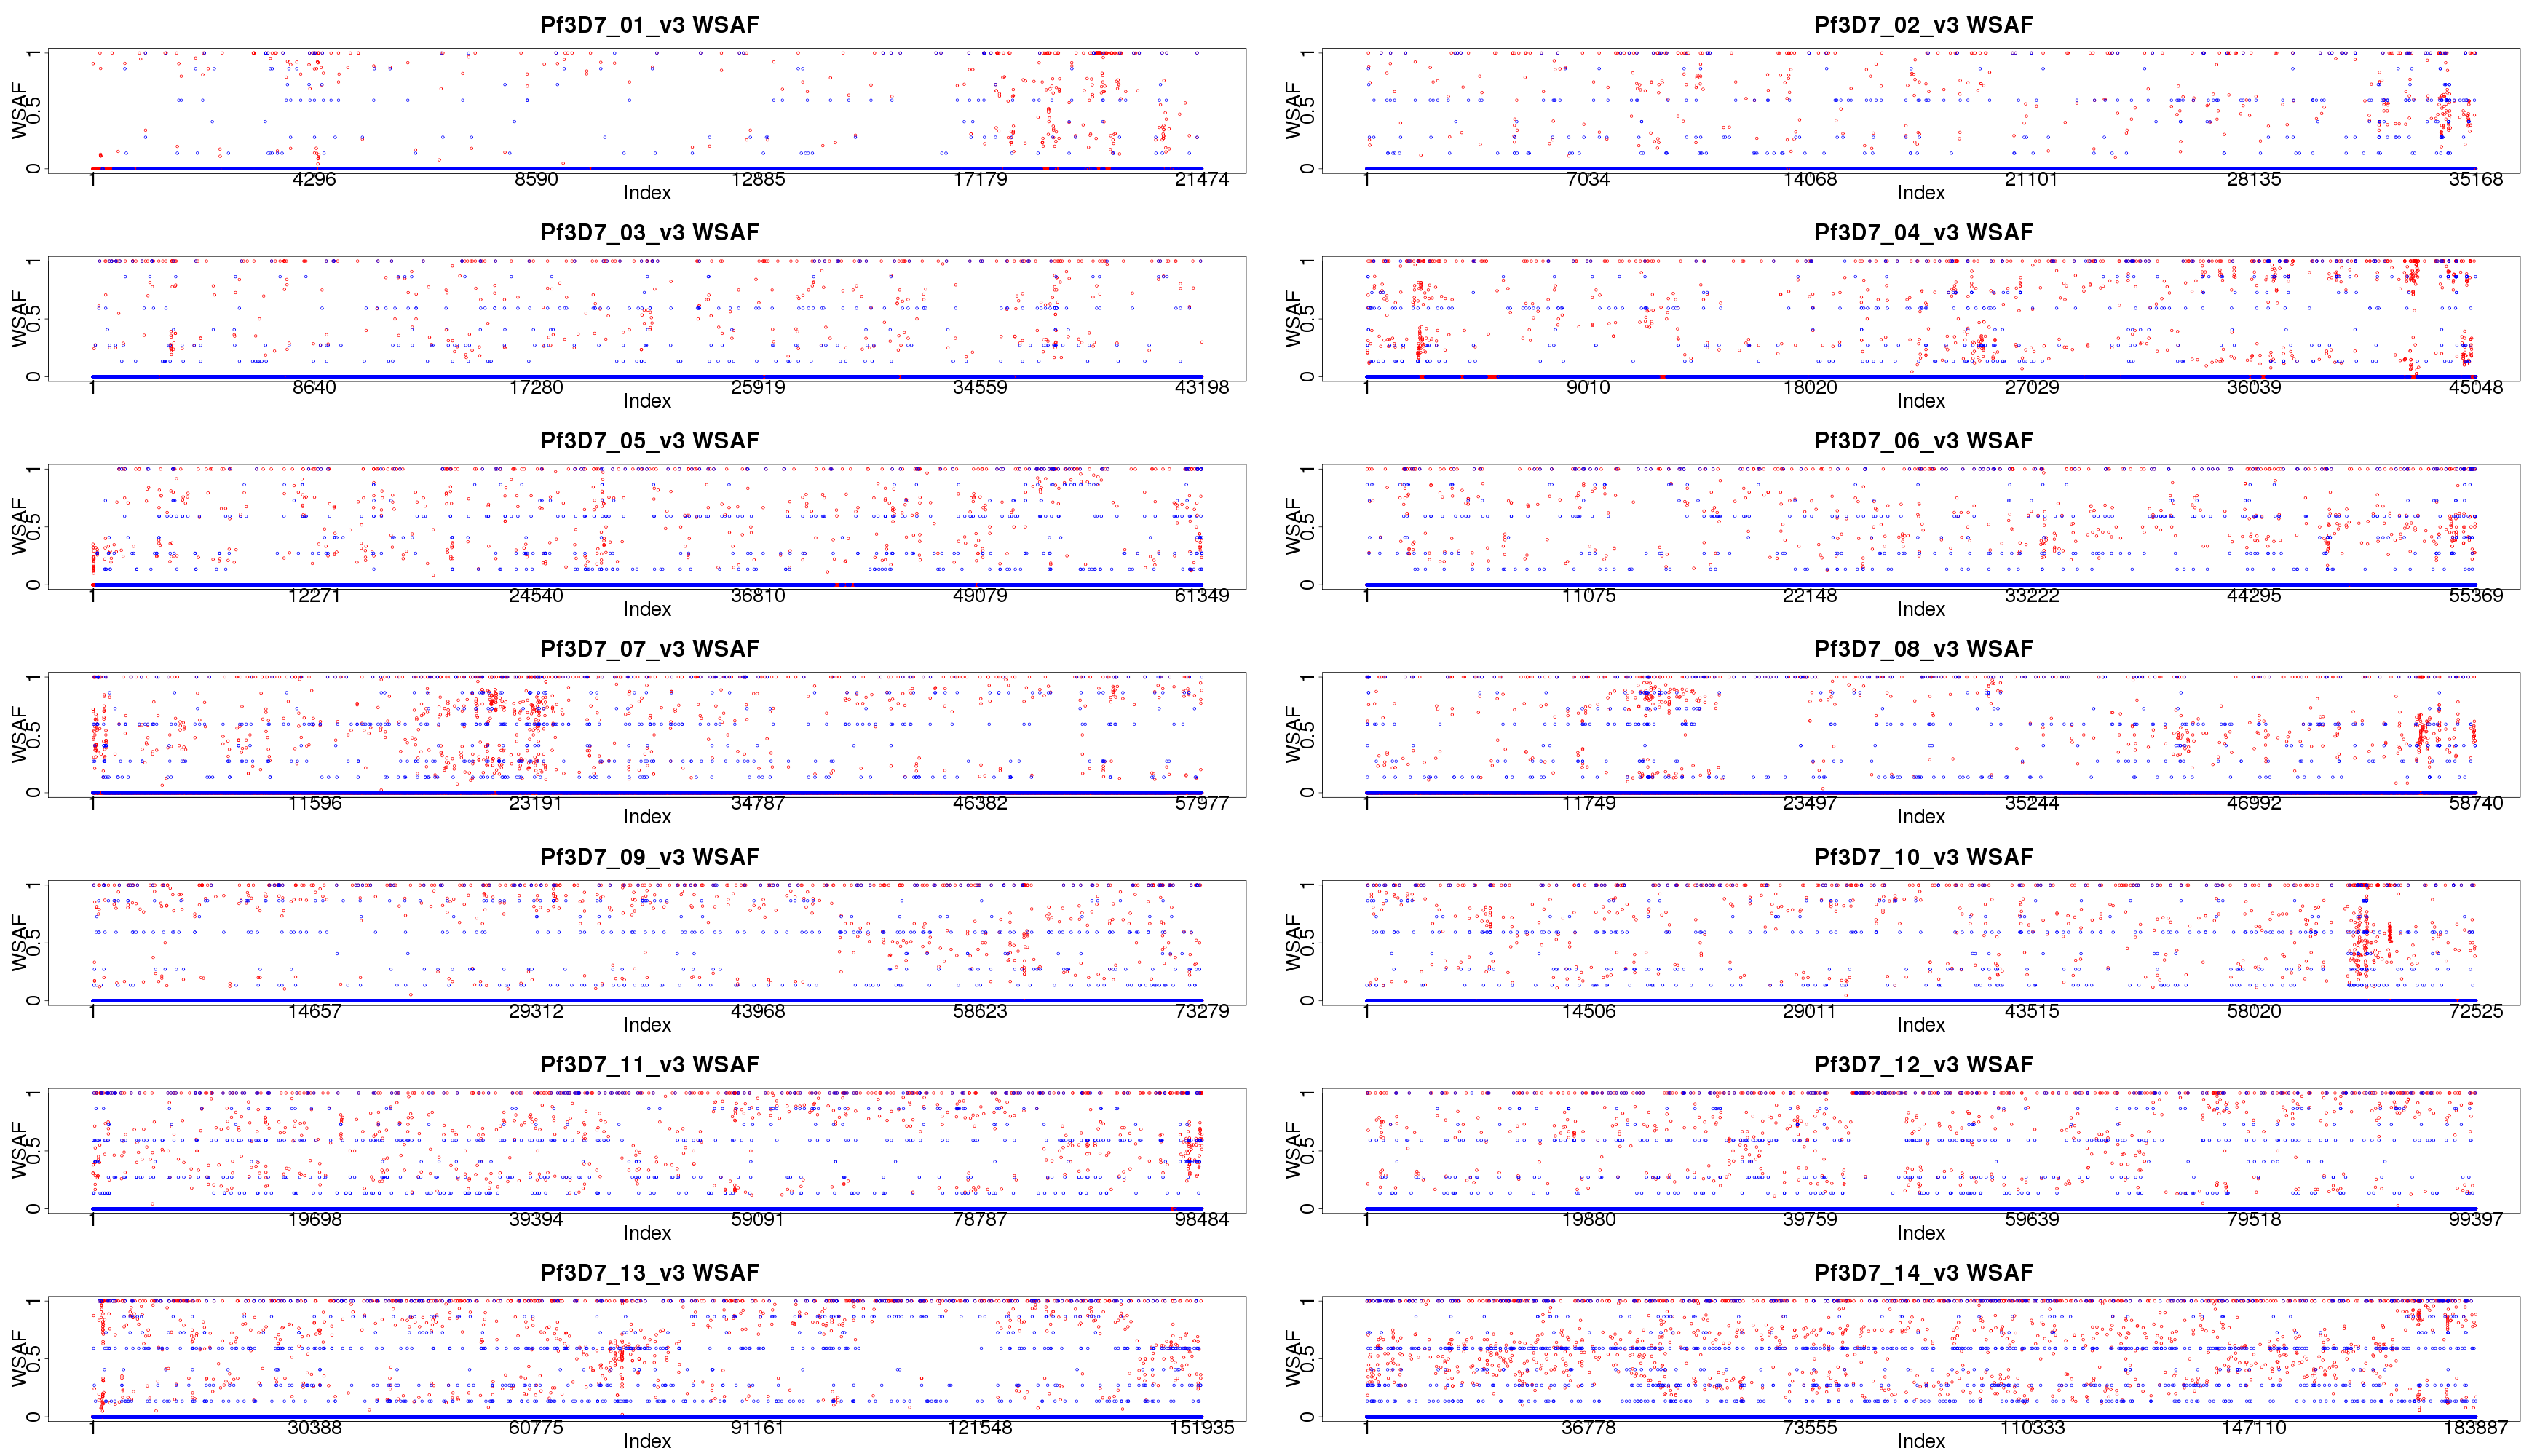 Pf3D7_01_v3 WSAF
WSAF
0 0.5 1
1 4296 8590 12885 17179 21474
Index
Pf3D7_02_v3 WSAF
WSAF
0 0.5 1
1 7034 14068 21101 28135 35168
Index
Pf3D7_03_v3 WSAF
WSAF
0 0.5 1
1 8640 17280 25919 34559 43198
Index
Pf3D7_04_v3 WSAF
WSAF
0 0.5 1
1 9010 18020 27029 36039 45048
Index
Pf3D7_05_v3 WSAF
WSAF
0 0.5 1
1 12271 24540 36810 49079 61349
Index
Pf3D7_06_v3 WSAF
WSAF
0 0.5 1
1 11075 22148 33222 44295 55369
Index
Pf3D7_07_v3 WSAF
WSAF
0 0.5 1
1 11596 23191 34787 46382 57977
Index
Pf3D7_08_v3 WSAF
WSAF
0 0.5 1
1 11749 23497 35244 46992 58740
Index
Pf3D7_09_v3 WSAF
WSAF
0 0.5 1
1 14657 29312 43968 58623 73279
Index
Pf3D7_10_v3 WSAF
WSAF
0 0.5 1
1 14506 29011 43515 58020 72525
Index
Pf3D7_11_v3 WSAF
WSAF
0 0.5 1
1 19698 39394 59091 78787 98484
Index
Pf3D7_12_v3 WSAF
WSAF
0 0.5 1
1 19880 39759 59639 79518 99397
Index
Pf3D7_13_v3 WSAF
WSAF
0 0.5 1
1 30388 60775 91161 121548 151935
Index
Pf3D7_14_v3 WSAF
WSAF
0 0.5 1
1 36778 73555 110333 147110 183887
Index